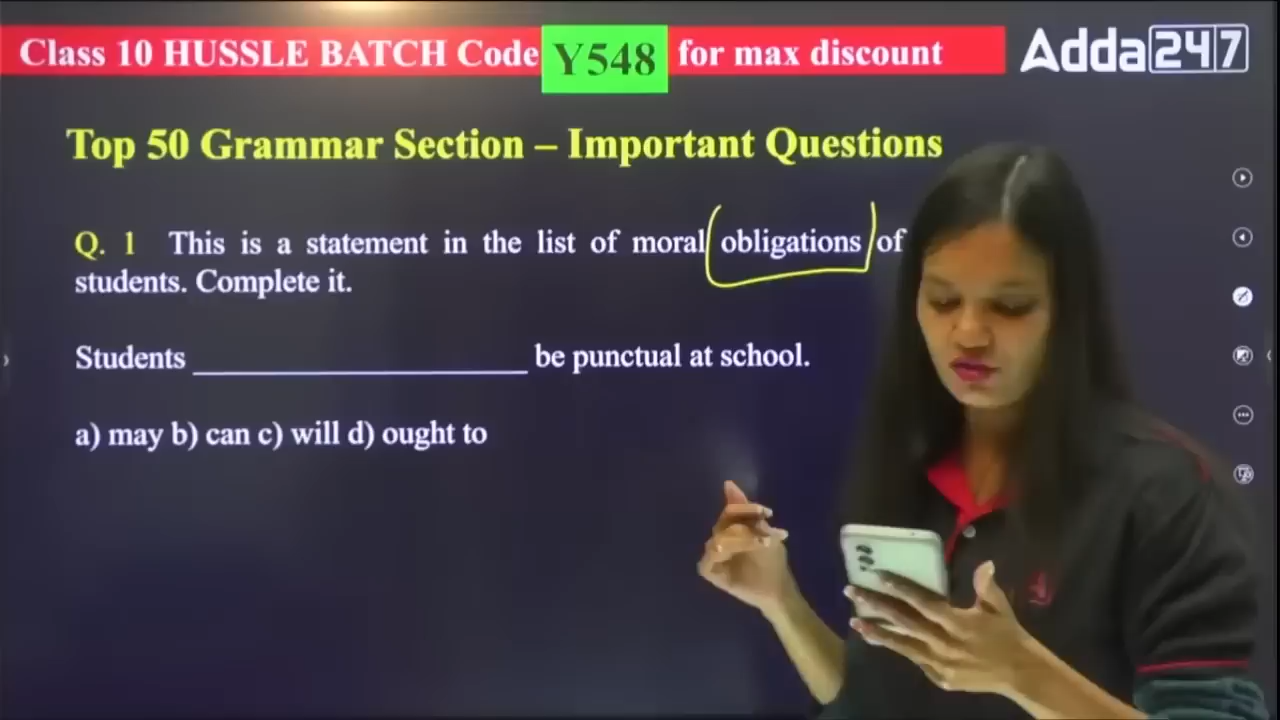 Class 10 HUSSLE BATCH Code Y548 for max discount
Adda247
Top 50 Grammar Section – Important Questions
Q. 1 This is a statement in the list of moral obligations of
students. Complete it.
Students ____________________ be punctual at school.
a) may b) can c) will d) ought to